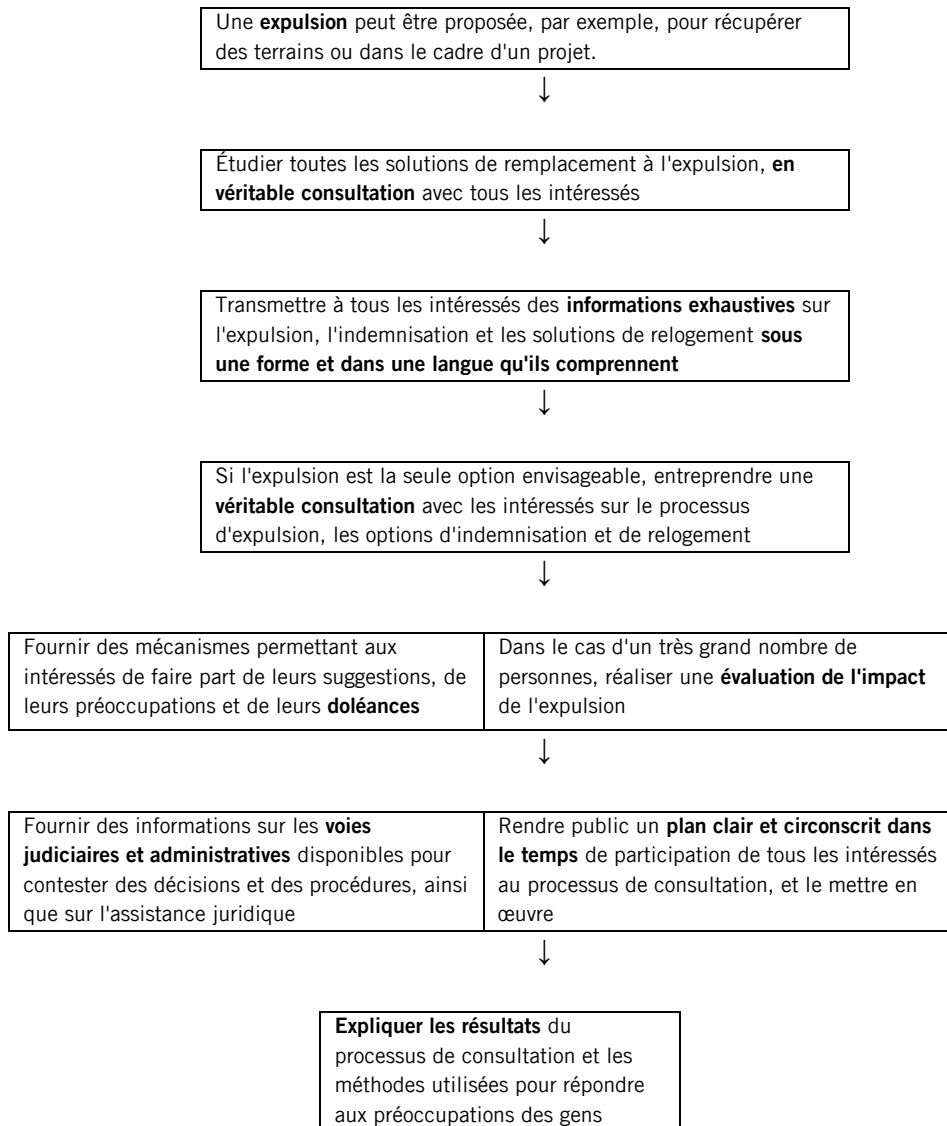 Une expulsion peut être proposée, par exemple, pour récupérer
des terrains ou dans le cadre d'un projet.
↓
Étudier toutes les solutions de remplacement à l'expulsion, en
véritable consultation avec tous les intéressés
↓
Transmettre à tous les intéressés des informations exhaustives sur
l'expulsion, l'indemnisation et les solutions de relogement sous
une forme et dans une langue qu'ils comprennent
↓
Si l'expulsion est la seule option envisageable, entreprendre une
véritable consultation avec les intéressés sur le processus
d'expulsion, les options d'indemnisation et de relogement
↓
Fournir des mécanismes permettant aux
intéressés de faire part de leurs suggestions, de
leurs préoccupations et de leurs doléances
Dans le cas d'un très grand nombre de
personnes, réaliser une évaluation de l'impact
de l'expulsion
↓
Fournir des informations sur les voies
judiciaires et administratives disponibles pour
contester des décisions et des procédures, ainsi
que sur l'assistance juridique
Rendre public un plan clair et circonscrit dans
le temps de participation de tous les intéressés
au processus de consultation, et le mettre en
œuvre
↓
Expliquer les résultats du
processus de consultation et les
méthodes utilisées pour répondre
aux préoccupations des gens